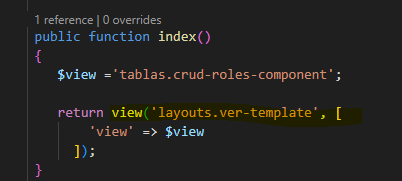 1 reference | 0 overrides
public function index()
{
$view ='tablas.crud-roles-component';
return view('layouts.ver-template', [
'view' => $view
]);
}